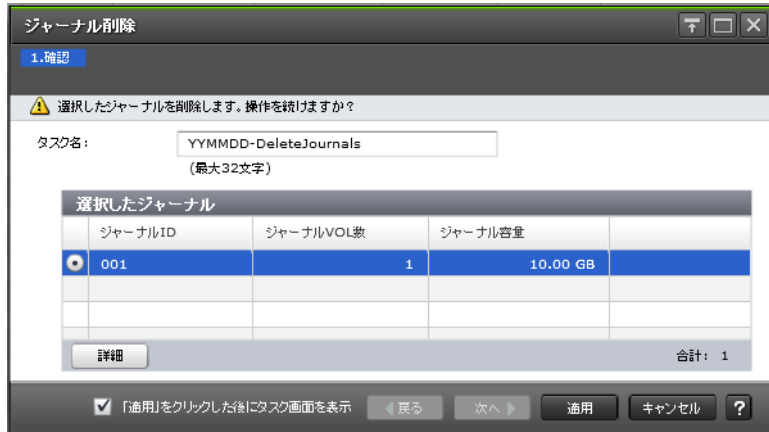 ジャーナル削除
1.確認
選択したジャーナルを削除します。操作を続けますか?
タスク名: YYMMDD-DeleteJournals
(最大32文字)
選択したジャーナル
ジャーナルID ジャーナルVOL数 ジャーナル容量
001 1 10.00 GB
詳細 合計: 1
「適用」をクリックした後にタスク画面を表示 戻る 次へ 適用 キャンセル ?